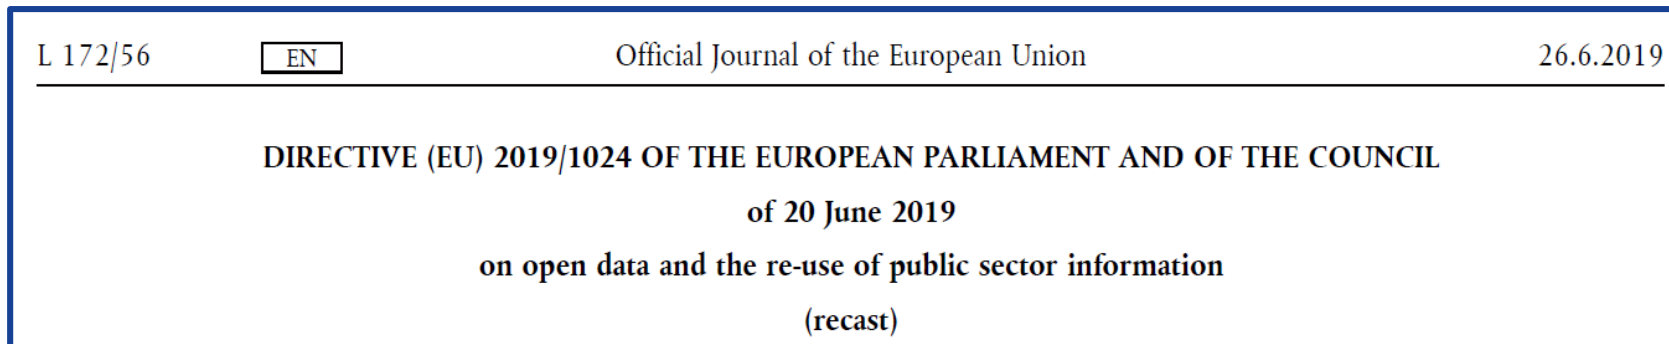 L 172/56 EN Official Journal of the European Union 26.6.2019
DIRECTIVE (EU) 2019/1024 OF THE EUROPEAN PARLIAMENT AND OF THE COUNCIL
of 20 June 2019
on open data and the re-use of public sector information
(recast)